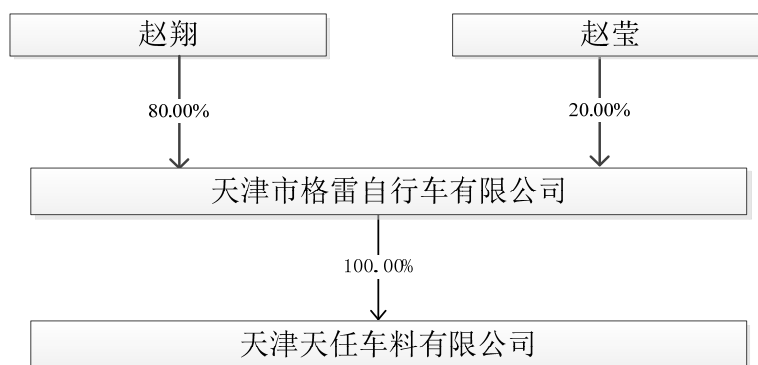 赵翔
赵莹
80.00%
20.00%
天津市格雷自行车有限公司
100.00%
天津天任车料有限公司